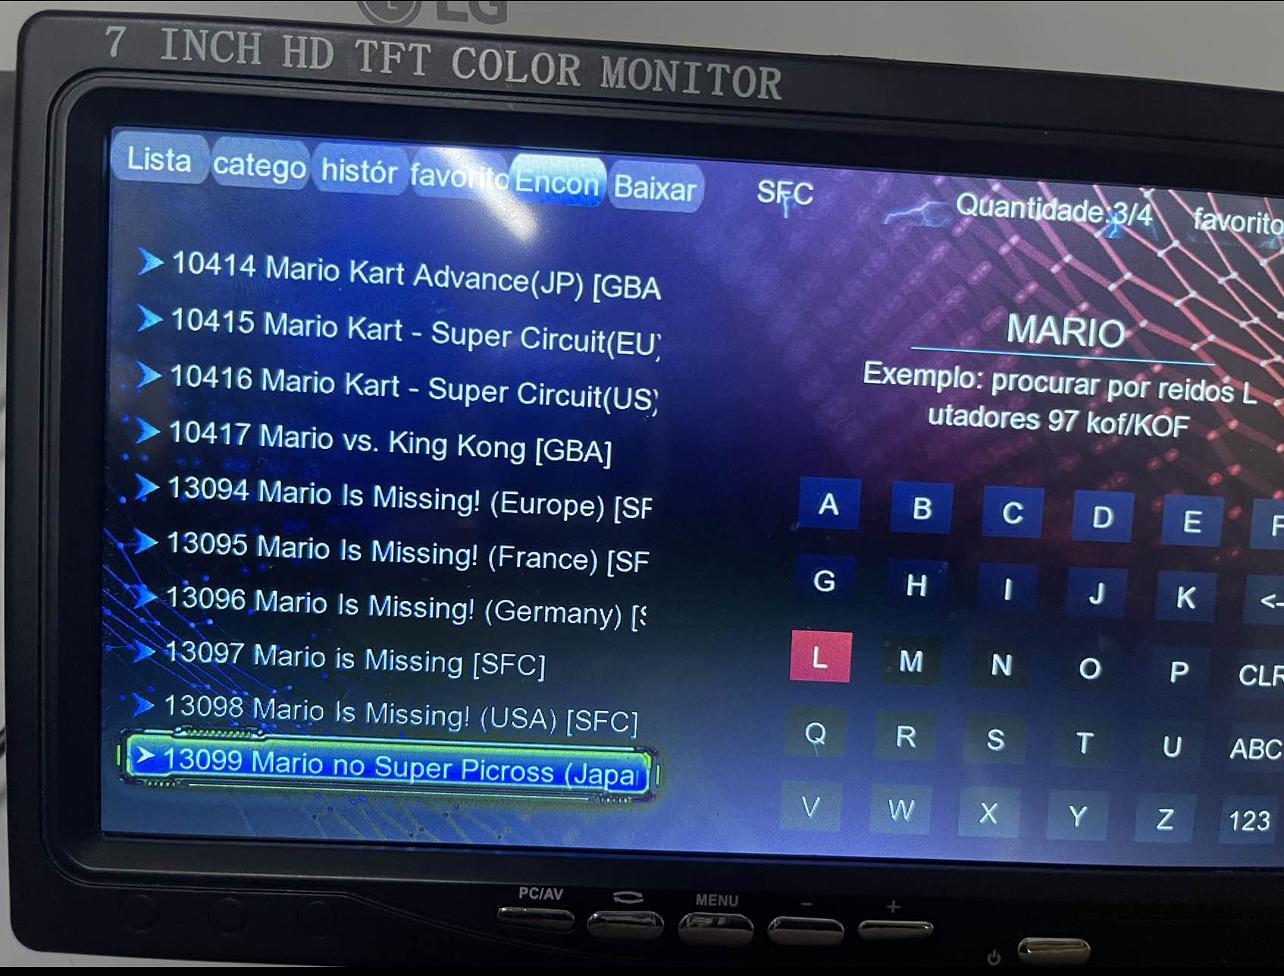 LG
7 INCH HD TFT COLOR MONITOR
Lista catego histór favorito Encon Baixar SFC Quantidade:3/4 favorito
10414 Mario Kart Advance(JP) [GBA
10415 Mario Kart - Super Circuit(EU)
10416 Mario Kart - Super Circuit(US)
10417 Mario vs. King Kong [GBA]
13094 Mario Is Missing! (Europe) [SF
13095 Mario Is Missing! (France) [SF
13096 Mario Is Missing! (Germany) [S
13097 Mario is Missing [SFC]
13098 Mario Is Missing! (USA) [SFC]
13099 Mario no Super Picross (Japa
MARIO
Exemplo: procurar por reidos L
utadores 97 kof/KOF
A B C D E F
G H I J K <-
L M N O P CLR
Q R S T U ABC
V W X Y Z 123
PC/AV MENU - +